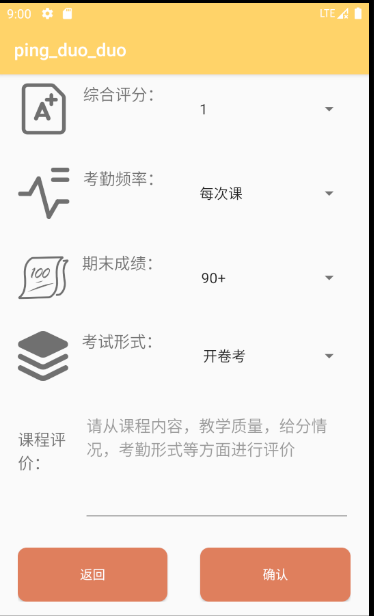 9:00 LTE
ping_duo_duo
A+ 综合评分： 1
考勤频率： 每次课
100 期末成绩： 90+
考试形式： 开卷考
请从课程内容，教学质量，给分情
况，考勤形式等方面进行评价
课程评
价：
返回 确认